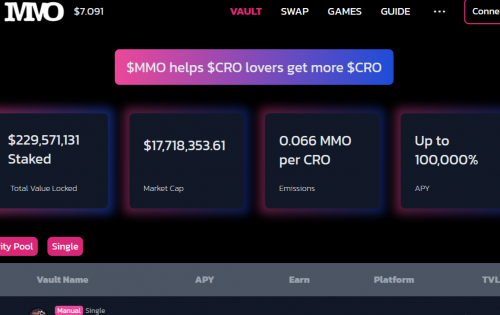 MMO $7.091 VAULT SWAP GAMES GUIDE ... Conne
$MMO helps $CRO lovers get more $CRO
$229,571,131
Staked
Total Value Locked
$17,718,353.61
Market Cap
0.066 MMO
per CRO
Emissions
Up to
100,000%
APY
ity Pool Single
Vault Name APY Earn Platform TVL
Manual Single